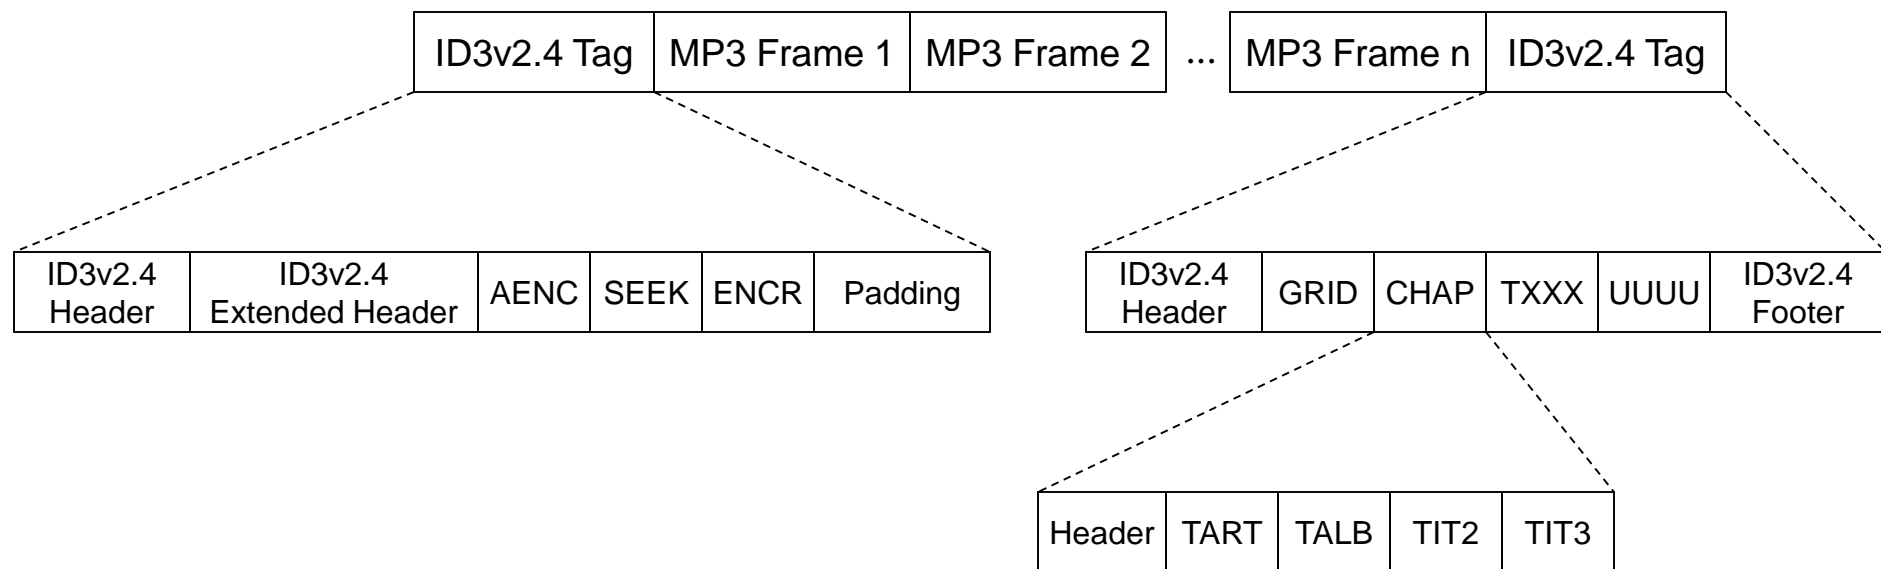 ID3v2.4 Tag MP3 Frame 1 MP3 Frame 2 ... MP3 Frame n ID3v2.4 Tag
ID3v2.4
Header
ID3v2.4
Extended Header
AENC
SEEK
ENCR
Padding
ID3v2.4
Header
GRID
CHAP
TXXX
UUUU
ID3v2.4
Footer
Header TART TALB TIT2 TIT3